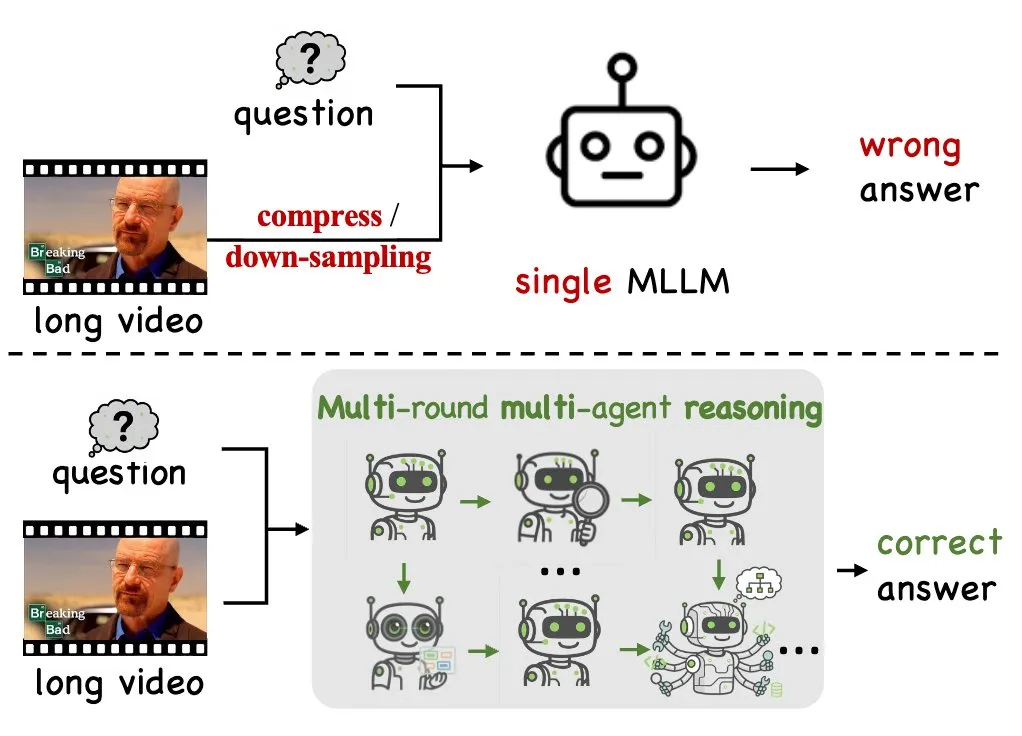 ?
question
compress /
down-sampling
Breaking
Bad
long video
single MLLM
wrong
answer
Multi-round multi-agent reasoning
?
question
Breaking
Bad
long video
...
</>
</>
...
correct
answer